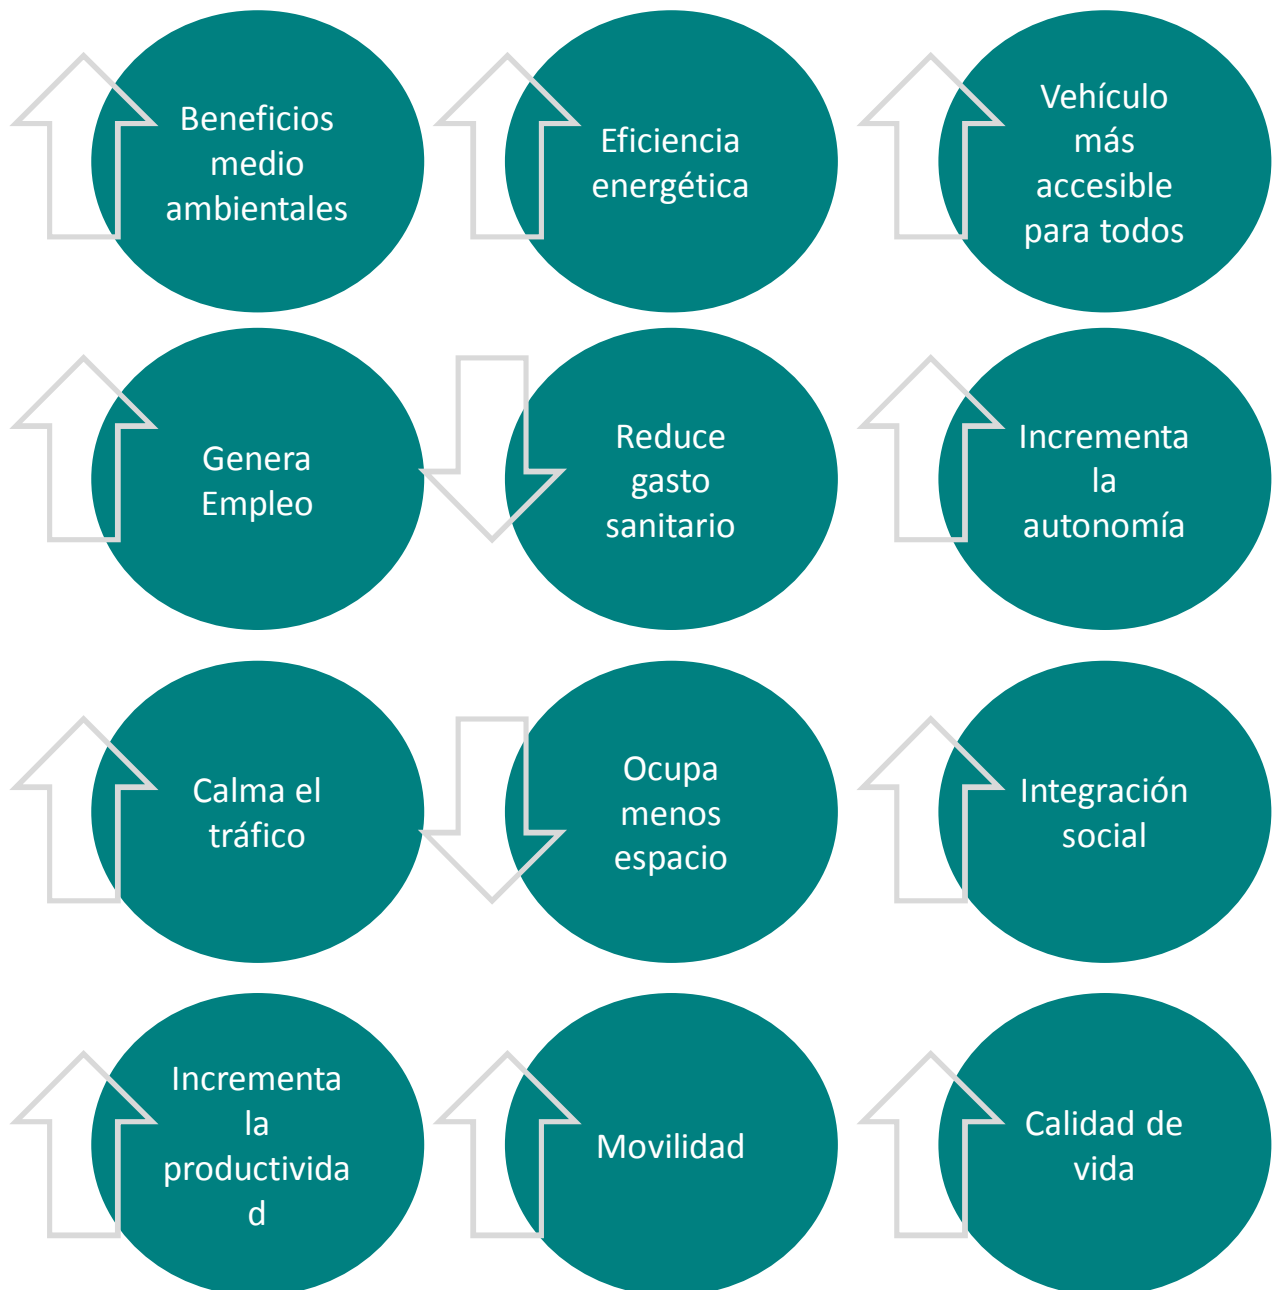 Beneficios
medio
ambientales
Eficiencia
energética
Vehículo
más
accesible
para todos
Genera
Empleo
Reduce
gasto
sanitario
Incrementa
la
autonomía
Calma el
tráfico
Ocupa
menos
espacio
Integración
social
Incrementa
la
productivida
d
Movilidad
Calidad de
vida